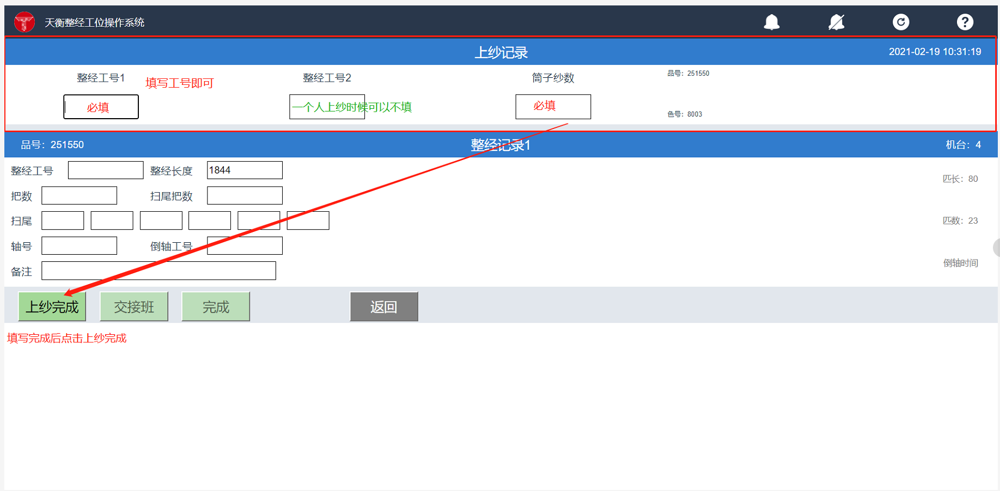 天衡整经工位操作系统
上纱记录
2021-02-19 10:31:19
整经工号1
填写工号即可
整经工号2
筒子纱数
品号：251550
必填
一个人上纱时候可以不填
必填
色号：8003
品号：251550
整经记录1
机台：4
整经工号
整经长度
1844
匹长：80
把数
扫尾把数
扫尾
匹数：23
轴号
倒轴工号
倒轴时间
备注
上纱完成
交接班
完成
返回
填写完成后点击上纱完成